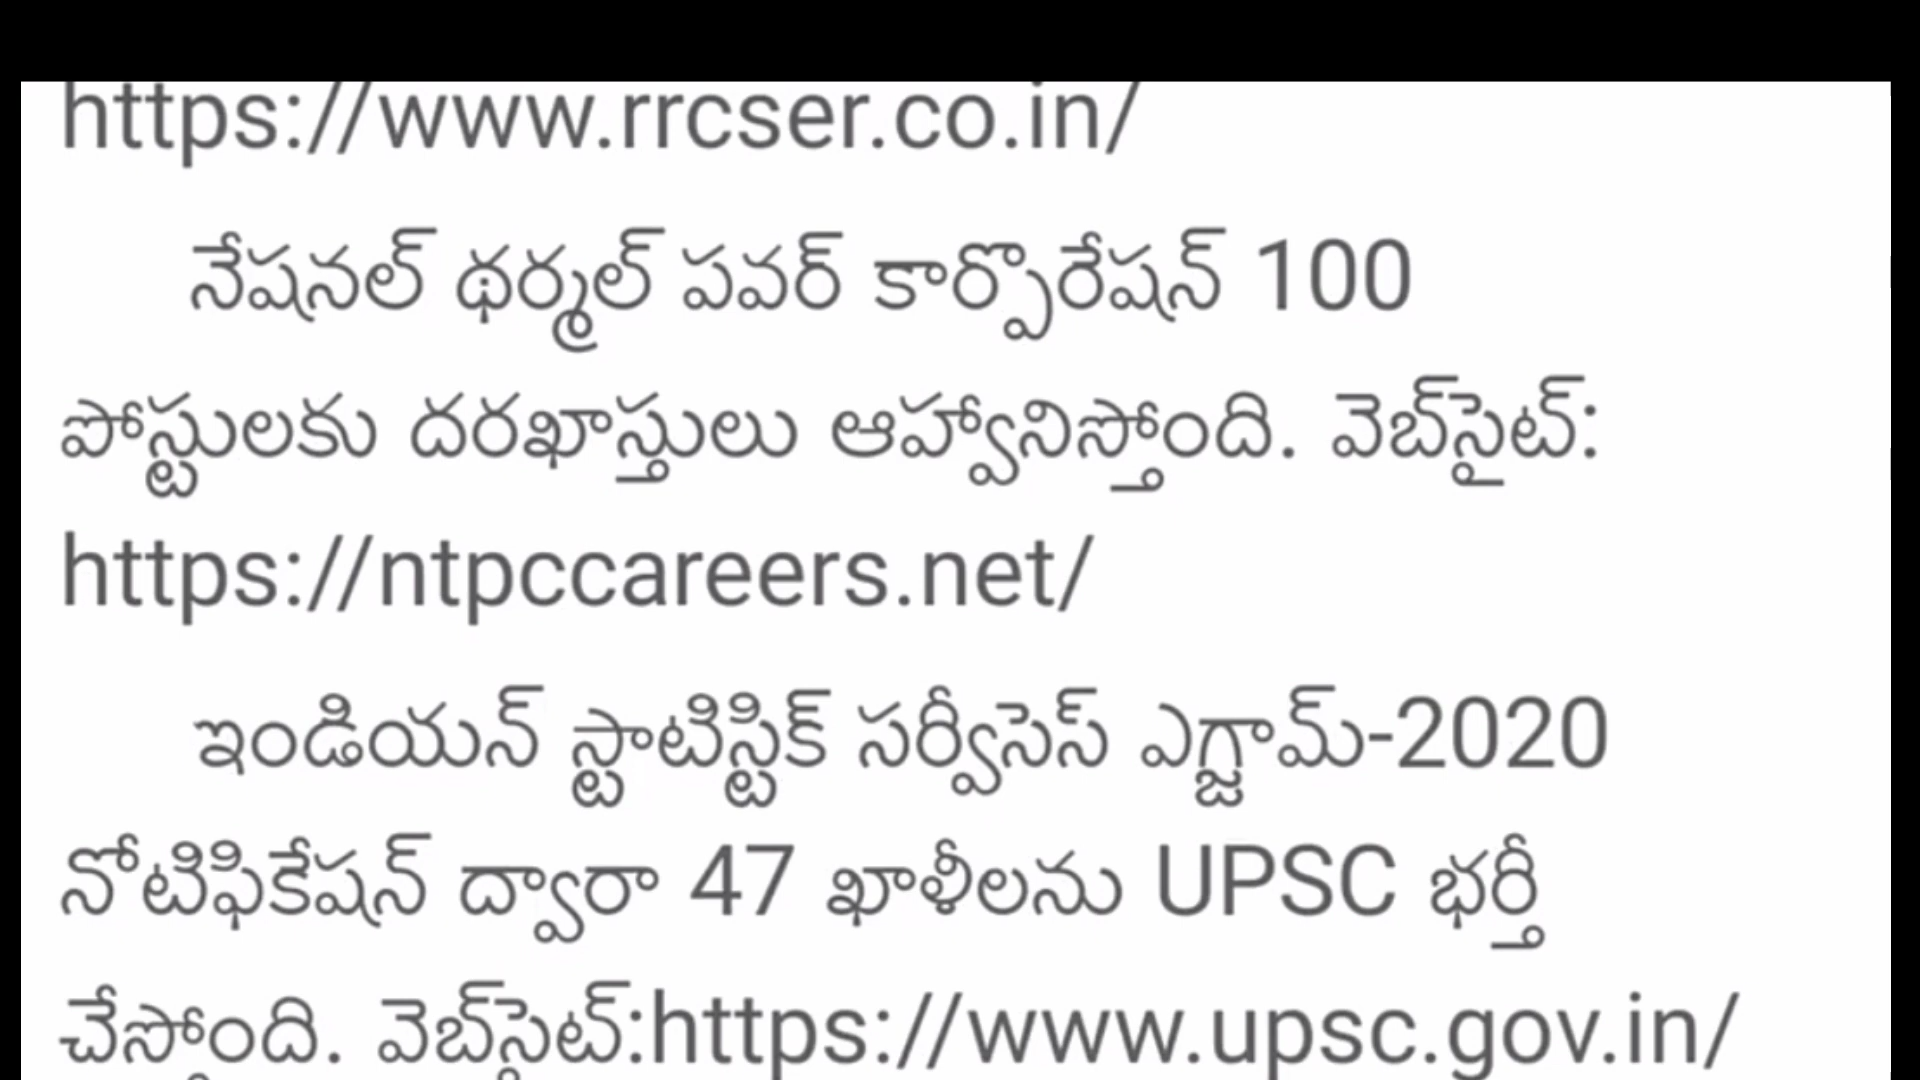 https://www.rrcser.co.in/
నేషనల్ థర్మల్ పవర్ కార్పొరేషన్ 100
పోస్టులకు దరఖాస్తులు ఆహ్వానిస్తోంది. వెబ్‌సైట్:
https://ntpccareers.net/
ఇండియన్ స్టాటిస్టిక్ సర్వీసెస్ ఎగ్జామ్-2020
నోటిఫికేషన్ ద్వారా 47 ఖాళీలను UPSC భర్తీ
చేస్తోంది. వెబ్‌సైట్:https://www.upsc.gov.in/